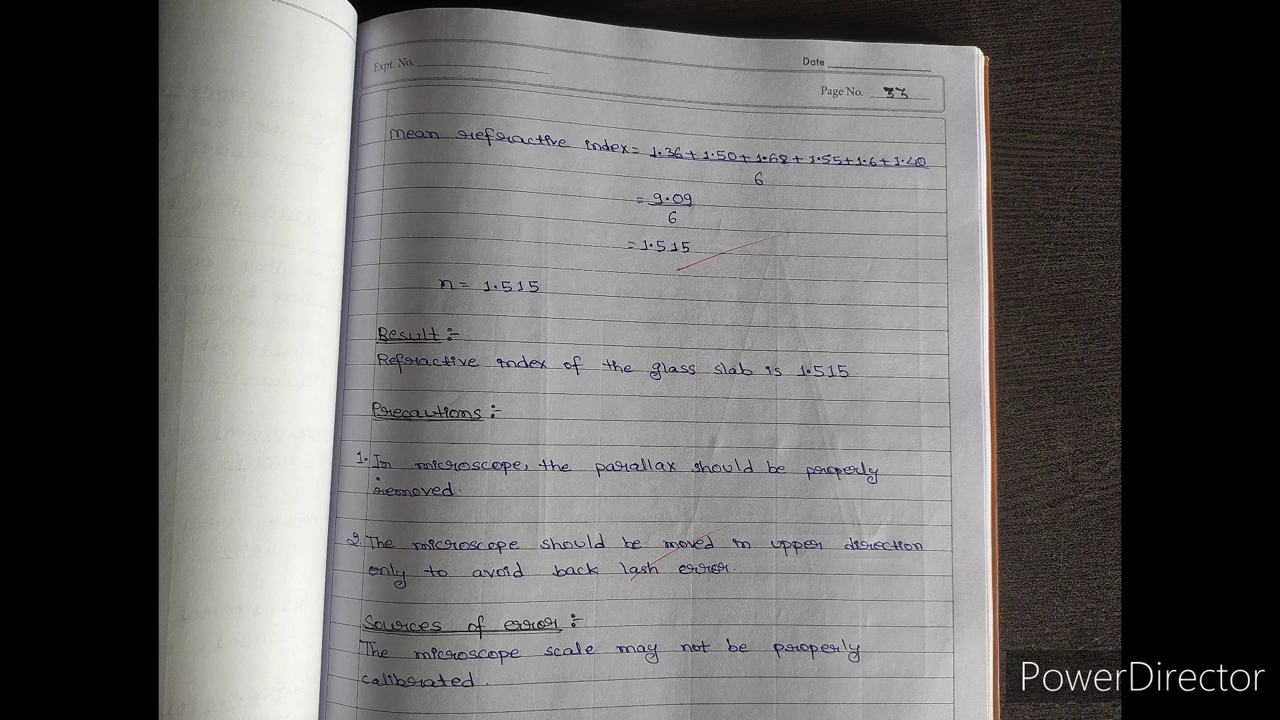 Expt. No.
Date
Page No. 33
Mean refractive index = 1.36 + 1.50 + 1.68 + 1.55 + 1.6 + 1.40
6
= 9.09
6
= 1.515
n = 1.515
Result :-
Refractive index of the glass slab is 1.515
Precautions :-
1. In microscope, the parallax should be properly
removed.
2. The microscope should be moved in upper direction
only to avoid back lash error.
Sources of error :-
The microscope scale may not be properly
calibrated.
PowerDirector